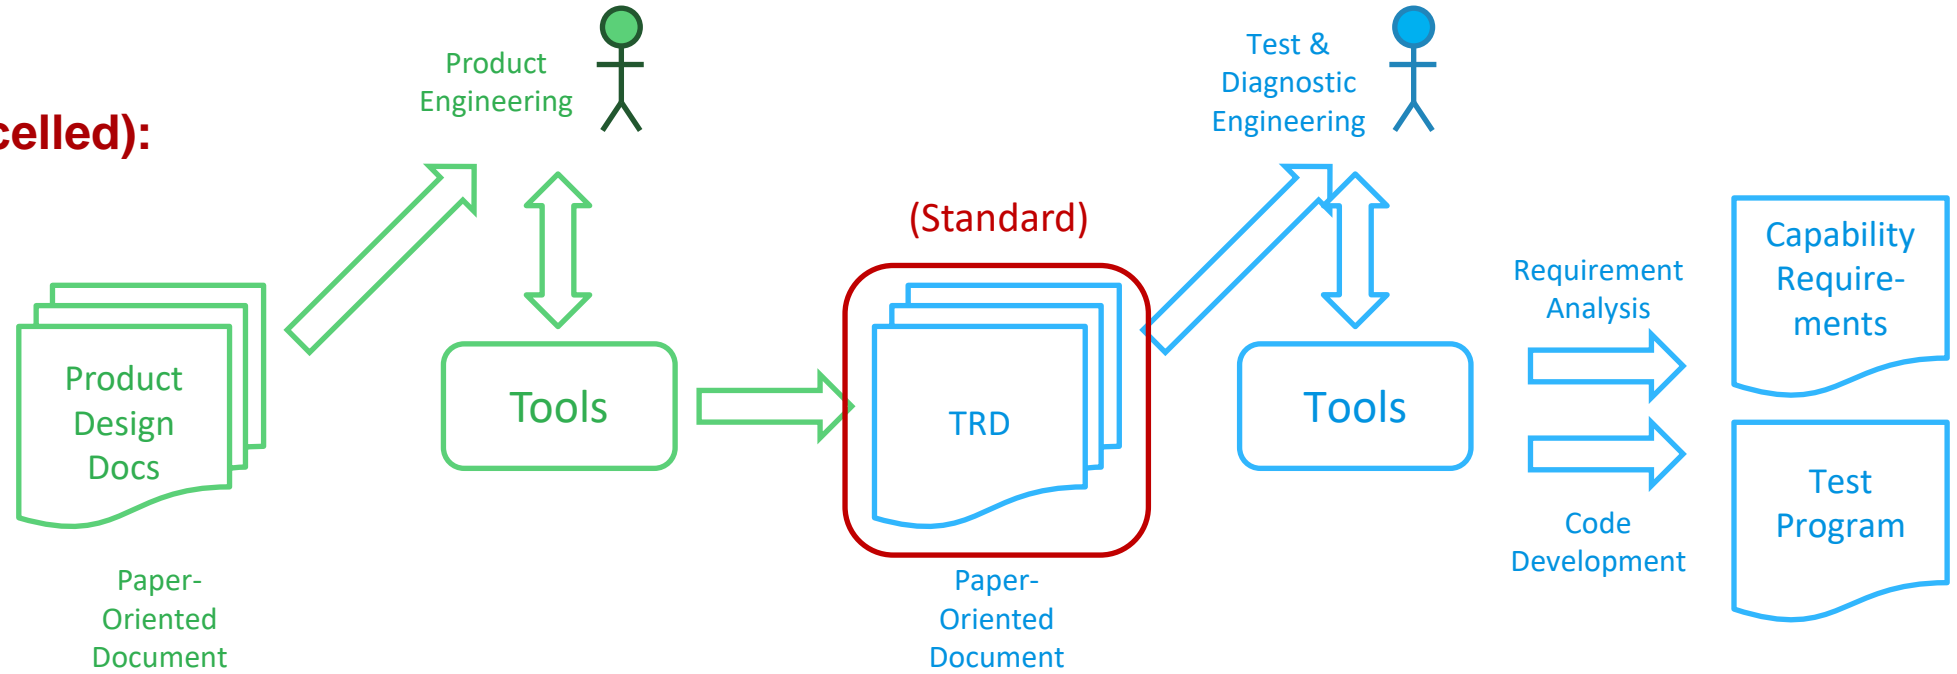 celled):
Product
Engineering
Test &
Diagnostic
Engineering
(Standard)
Product
Design
Docs
Tools
TRD
Tools
Requirement
Analysis
Code
Development
Capability
Require-
ments
Test
Program
Paper-
Oriented
Document
Paper-
Oriented
Document